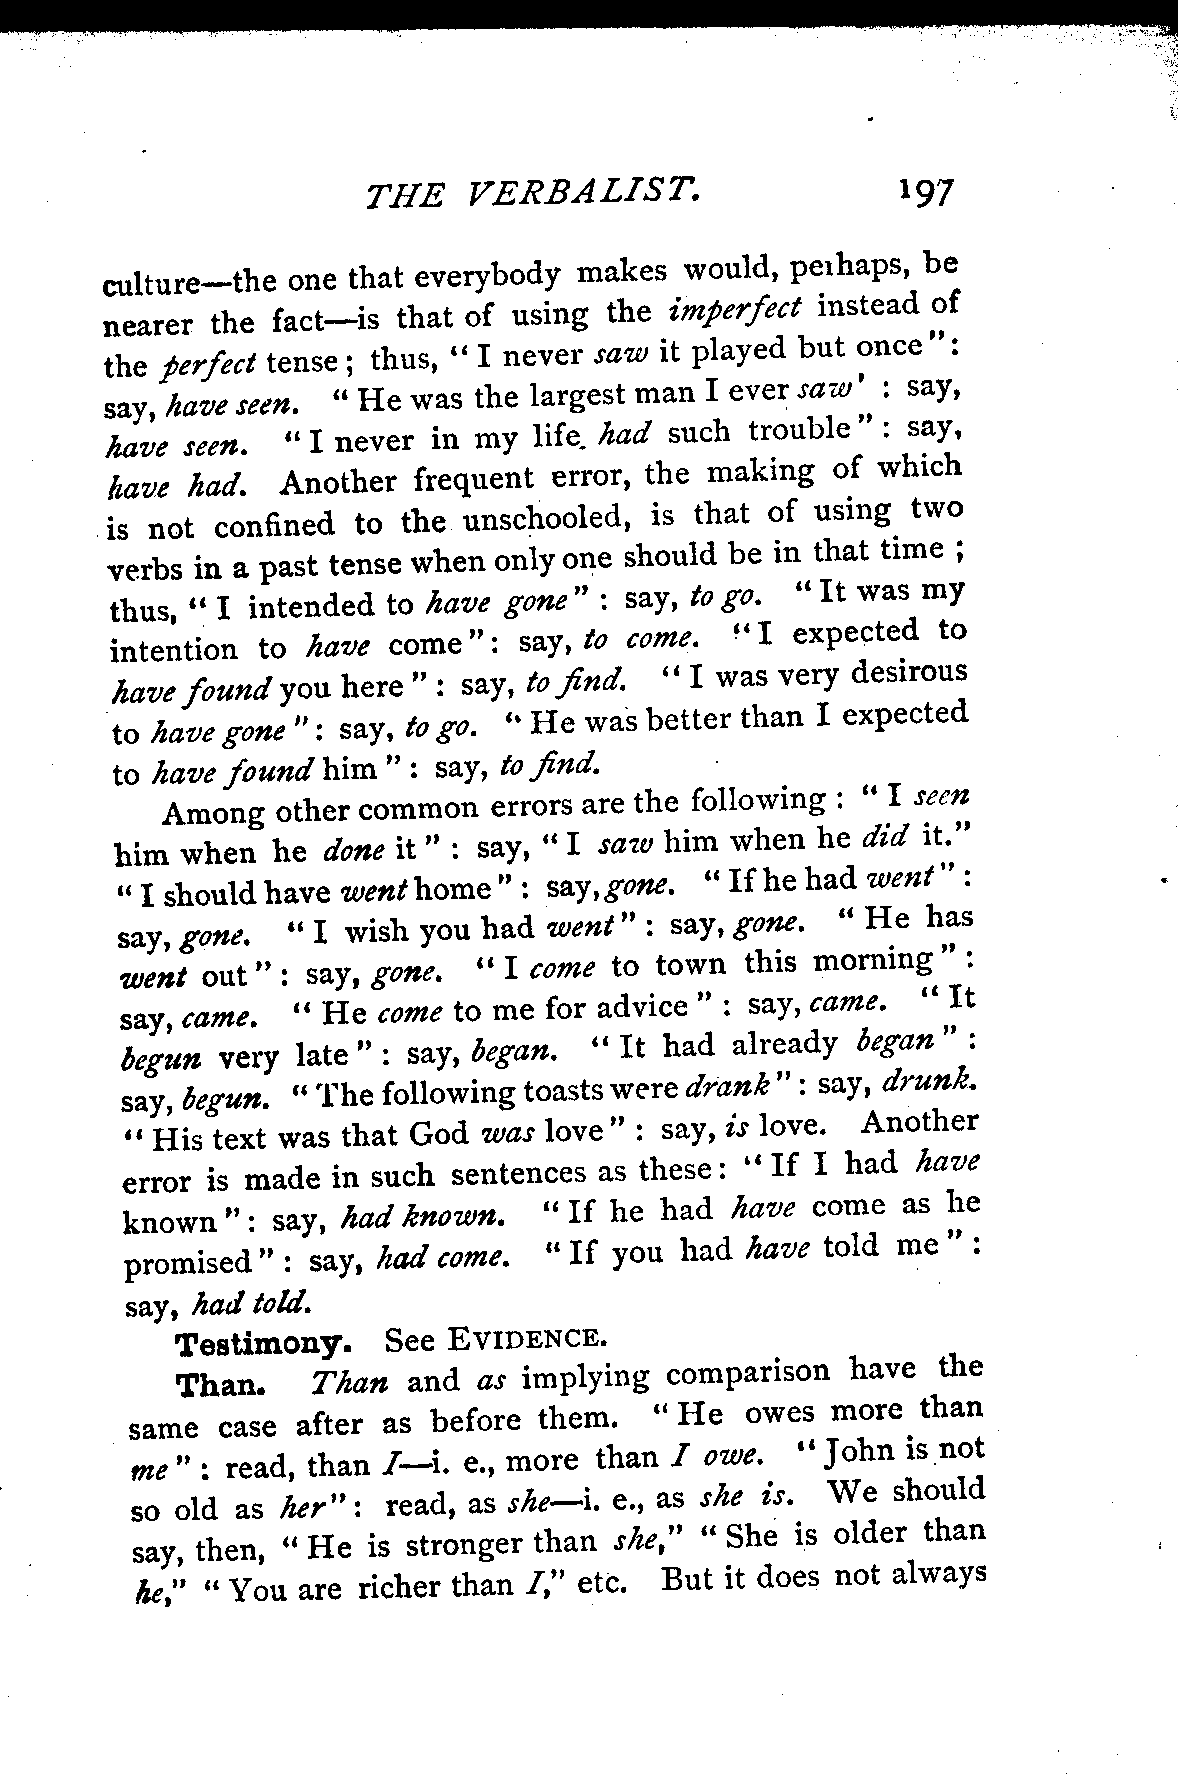 THE VERBALIST. 197
culture—the one that everybody makes would, perhaps, be
nearer the fact—is that of using the imperfect instead of
the perfect tense; thus, "I never saw it played but once":
say, have seen. "He was the largest man I ever saw' : say,
have seen. "I never in my life had such trouble": say,
have had. Another frequent error, the making of which
is not confined to the unschooled, is that of using two
verbs in a past tense when only one should be in that time;
thus, "I intended to have gone": say, to go. "It was my
intention to have come": say, to come. "I expected to
have found you here": say, to find. "I was very desirous
to have gone": say, to go. "He was better than I expected
to have found him": say, to find.
Among other common errors are the following: "I seen
him when he done it": say, "I saw him when he did it."
"I should have went home": say, gone. "If he had went":
say, gone. "I wish you had went": say, gone. "He has
went out": say, gone. "I come to town this morning":
say, came. "He come to me for advice": say, came. "It
begun very late": say, began. "It had already began":
say, begun. "The following toasts were drank": say, drunk.
"His text was that God was love": say, is love. Another
error is made in such sentences as these: "If I had have
known": say, had known. "If he had have come as he
promised": say, had come. "If you had have told me":
say, had told.
Testimony. See EVIDENCE.
Than. Than and as implying comparison have the
same case after as before them. "He owes more than
me": read, than I—i. e., more than I owe. "John is not
so old as her": read, as she—i. e., as she is. We should
say, then, "He is stronger than she," "She is older than
he," "You are richer than I," etc. But it does not always